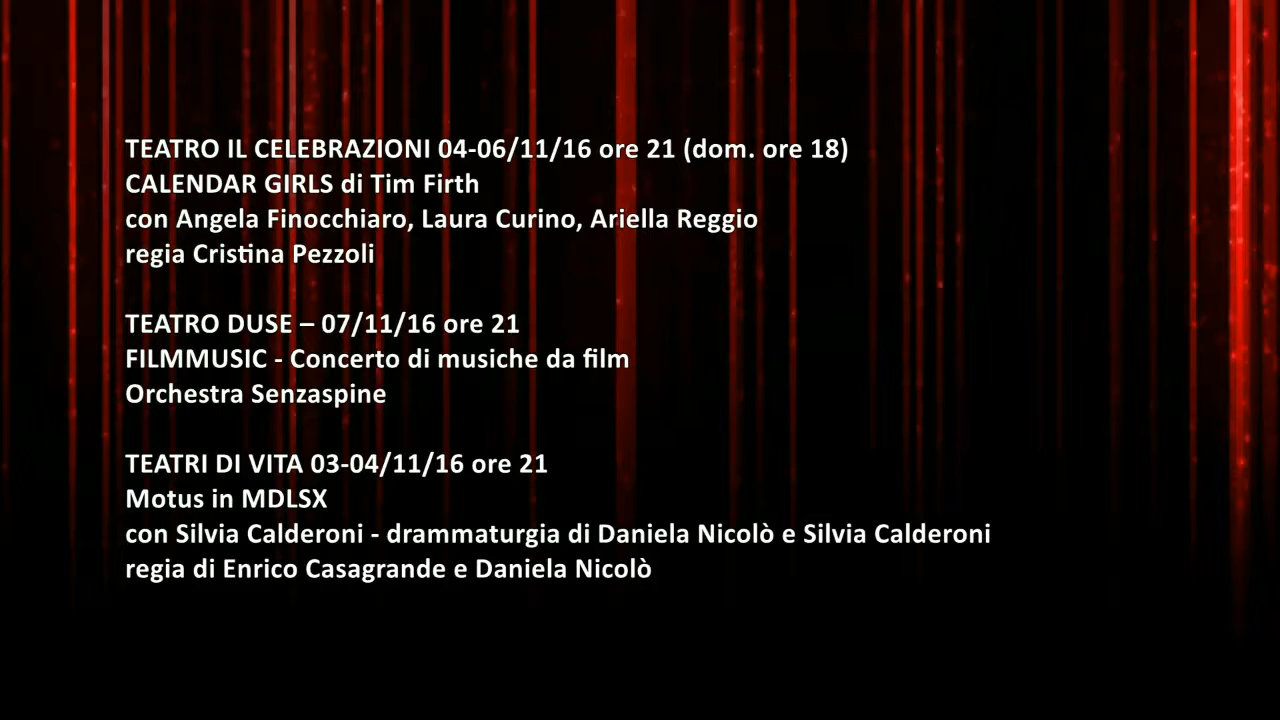 TEATRO IL CELEBRAZIONI 04-06/11/16 ore 21 (dom. ore 18)
CALENDAR GIRLS di Tim Firth
con Angela Finocchiaro, Laura Curino, Ariella Reggio
regia Cristina Pezzoli
TEATRO DUSE – 07/11/16 ore 21
FILMMUSIC - Concerto di musiche da film
Orchestra Senzaspine
TEATRI DI VITA 03-04/11/16 ore 21
Motus in MDLSX
con Silvia Calderoni - drammaturgia di Daniela Nicolò e Silvia Calderoni
regia di Enrico Casagrande e Daniela Nicolò